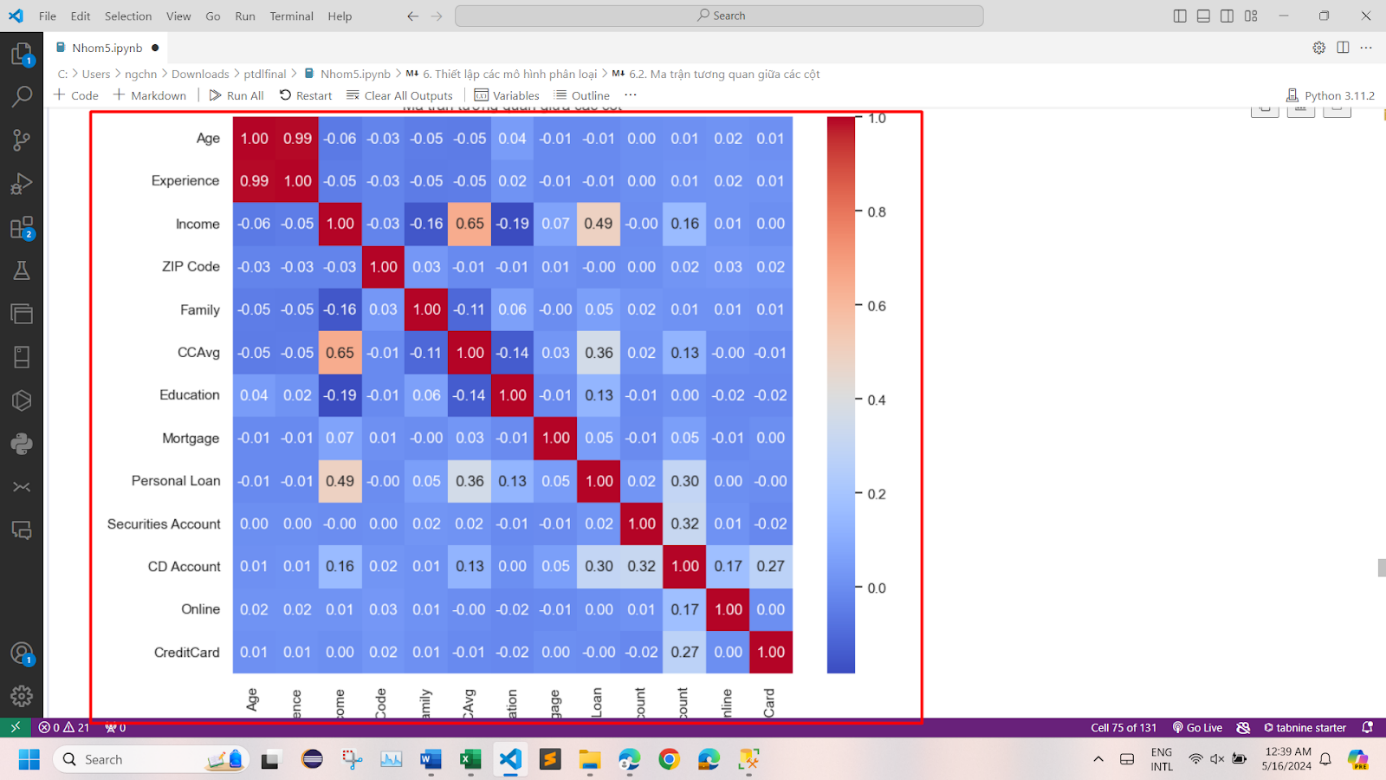 File Edit Selection View Go Run Terminal Help Search
Nhom5.ipynb
C: > Users > ngchn > Downloads > ptdlfinal > Nhom5.ipynb > M↓ 6. Thiết lập các mô hình phân loại > M↓ 6.2. Ma trận tương quan giữa các cột
+ Code + Markdown Run All Restart Clear All Outputs Variables Outline ... Python 3.11.2
Ma trận tương quan giữa các cột
Age 1.00 0.99 -0.06 -0.03 -0.05 -0.05 0.04 -0.01 -0.01 0.00 0.01 0.02 0.01
Experience 0.99 1.00 -0.05 -0.03 -0.05 -0.05 0.02 -0.01 -0.01 0.00 0.01 0.02 0.01
Income -0.06 -0.05 1.00 -0.03 -0.16 0.65 -0.19 0.07 0.49 -0.00 0.16 0.01 0.00
ZIP Code -0.03 -0.03 -0.03 1.00 0.03 -0.01 -0.01 0.01 -0.00 0.00 0.02 0.03 0.02
Family -0.05 -0.05 -0.16 0.03 1.00 -0.11 0.06 -0.00 0.05 0.02 0.01 0.01 0.01
CCAvg -0.05 -0.05 0.65 -0.01 -0.11 1.00 -0.14 0.03 0.36 0.02 0.13 -0.00 -0.01
Education 0.04 0.02 -0.19 -0.01 0.06 -0.14 1.00 -0.01 0.13 -0.01 0.00 -0.02 -0.02
Mortgage -0.01 -0.01 0.07 0.01 -0.00 0.03 -0.01 1.00 0.05 -0.01 0.05 -0.01 0.00
Personal Loan -0.01 -0.01 0.49 -0.00 0.05 0.36 0.13 0.05 1.00 0.02 0.30 0.00 -0.00
Securities Account 0.00 0.00 -0.00 0.00 0.02 0.02 -0.01 -0.01 0.02 1.00 0.32 0.01 -0.02
CD Account 0.01 0.01 0.16 0.02 0.01 0.13 0.00 0.05 0.30 0.32 1.00 0.17 0.27
Online 0.02 0.02 0.01 0.03 0.01 -0.00 -0.02 -0.01 0.00 0.01 0.17 1.00 0.00
CreditCard 0.01 0.01 0.00 0.02 0.01 -0.01 -0.02 0.00 -0.00 -0.02 0.27 0.00 1.00
Age ence ome Code amily CAvg ation gage Loan count count nline Card
1.0
0.8
0.6
0.4
0.2
0.0
0 21 0 Cell 75 of 131 Go Live tabnine starter
Search ENG INTL 12:39 AM 5/16/2024